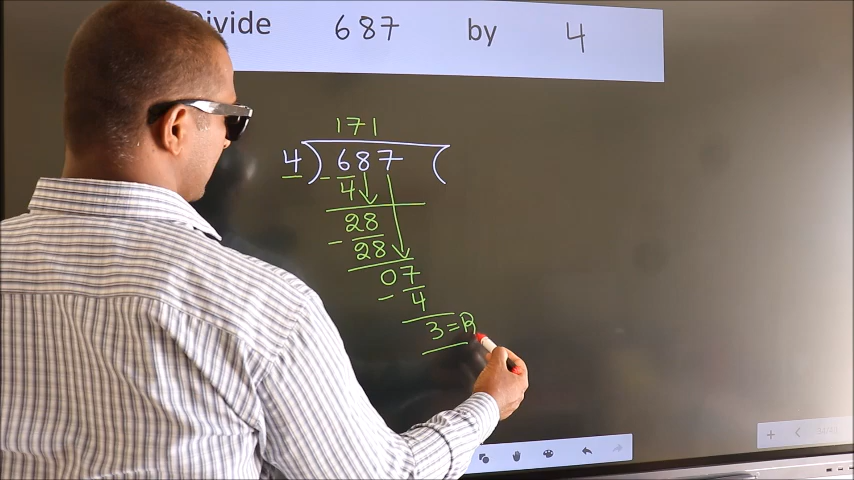 Divide 687 by 4
171
4 ) 687 (
- 4
28
- 28
07
- 4
3 = R